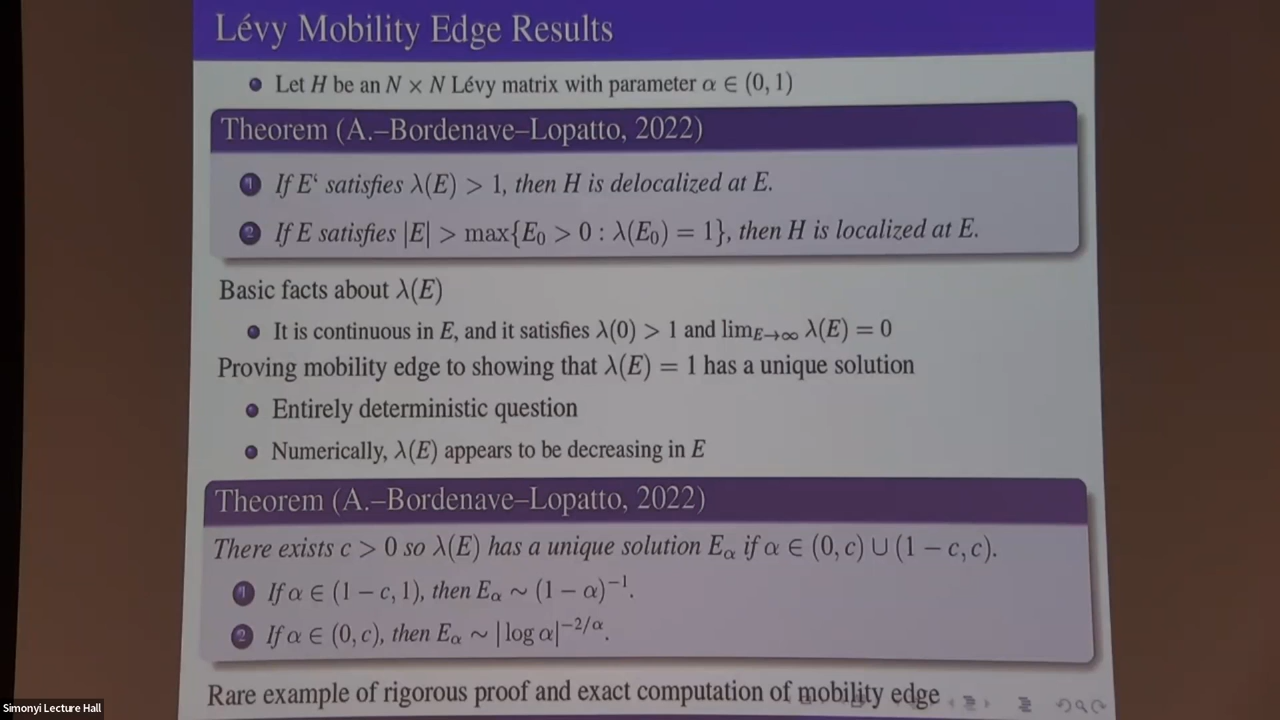 Lévy Mobility Edge Results
Let H be an N × N Lévy matrix with parameter α ∈ (0, 1)
Theorem (A.–Bordenave–Lopatto, 2022)
1 If E‘ satisfies λ(E) > 1, then H is delocalized at E.
2 If E satisfies |E| > max{E₀ > 0 : λ(E₀) = 1}, then H is localized at E.
Basic facts about λ(E)
It is continuous in E, and it satisfies λ(0) > 1 and lim_{E→∞} λ(E) = 0
Proving mobility edge to showing that λ(E) = 1 has a unique solution
Entirely deterministic question
Numerically, λ(E) appears to be decreasing in E
Theorem (A.–Bordenave–Lopatto, 2022)
There exists c > 0 so λ(E) has a unique solution E_α if α ∈ (0, c) ∪ (1 − c, c).
1 If α ∈ (1 − c, 1), then E_α ∼ (1 − α)^{−1}.
2 If α ∈ (0, c), then E_α ∼ | log α|^{−2/α}.
Rare example of rigorous proof and exact computation of mobility edge
Simonyi Lecture Hall